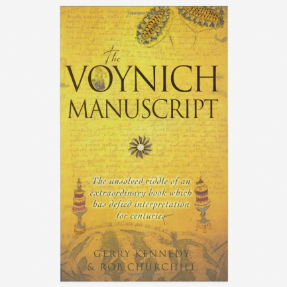 The
VOYNICH
MANUSCRIPT
The unsolved riddle of an
extraordinary book which
has defied interpretation
for centuries
GERRY KENNEDY
& ROB CHURCHILL